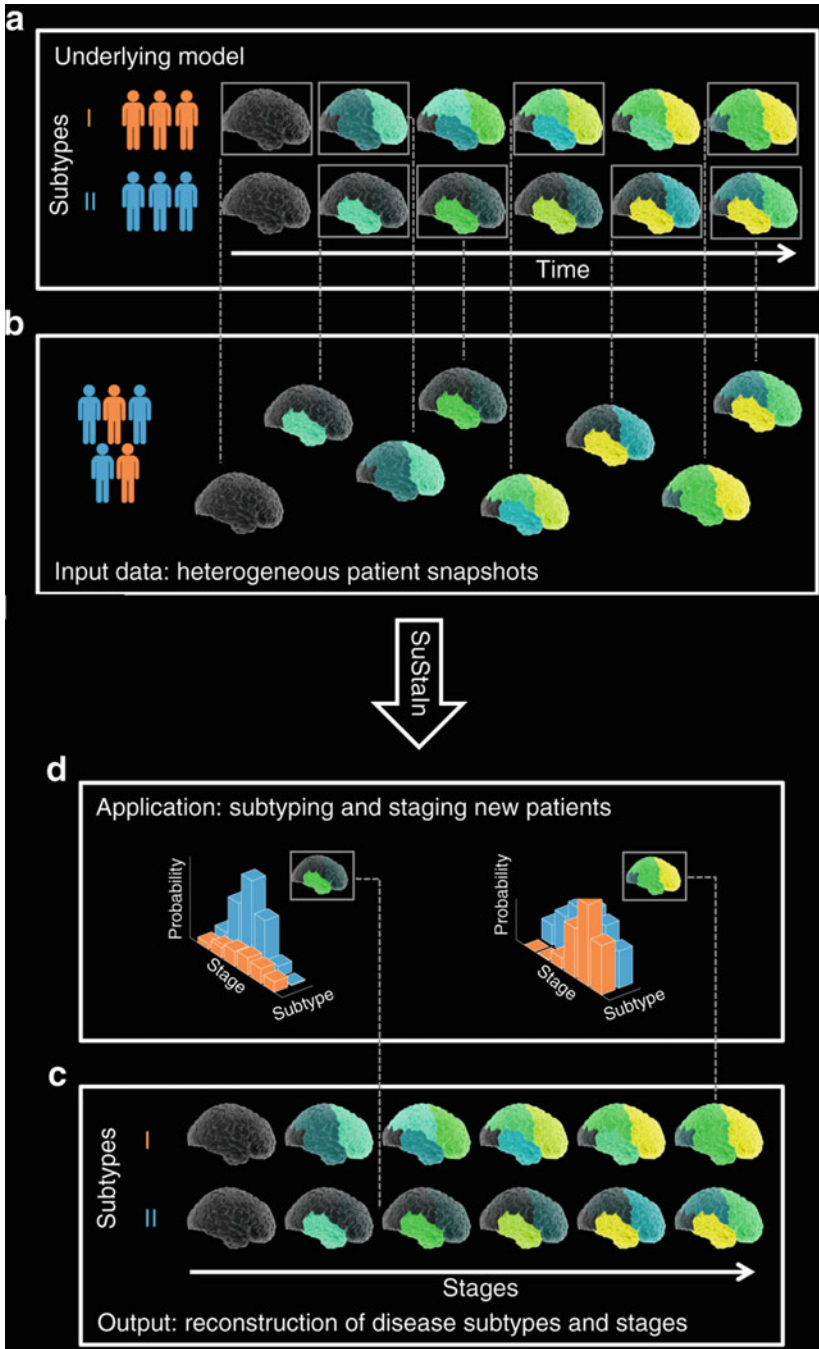 a
Underlying model
Subtypes
I
II
Time
b
Input data: heterogeneous patient snapshots
SuStaIn
d
Application: subtyping and staging new patients
Probability
Stage
Subtype
Probability
Stage
Subtype
c
Subtypes
I
II
Stages
Output: reconstruction of disease subtypes and stages